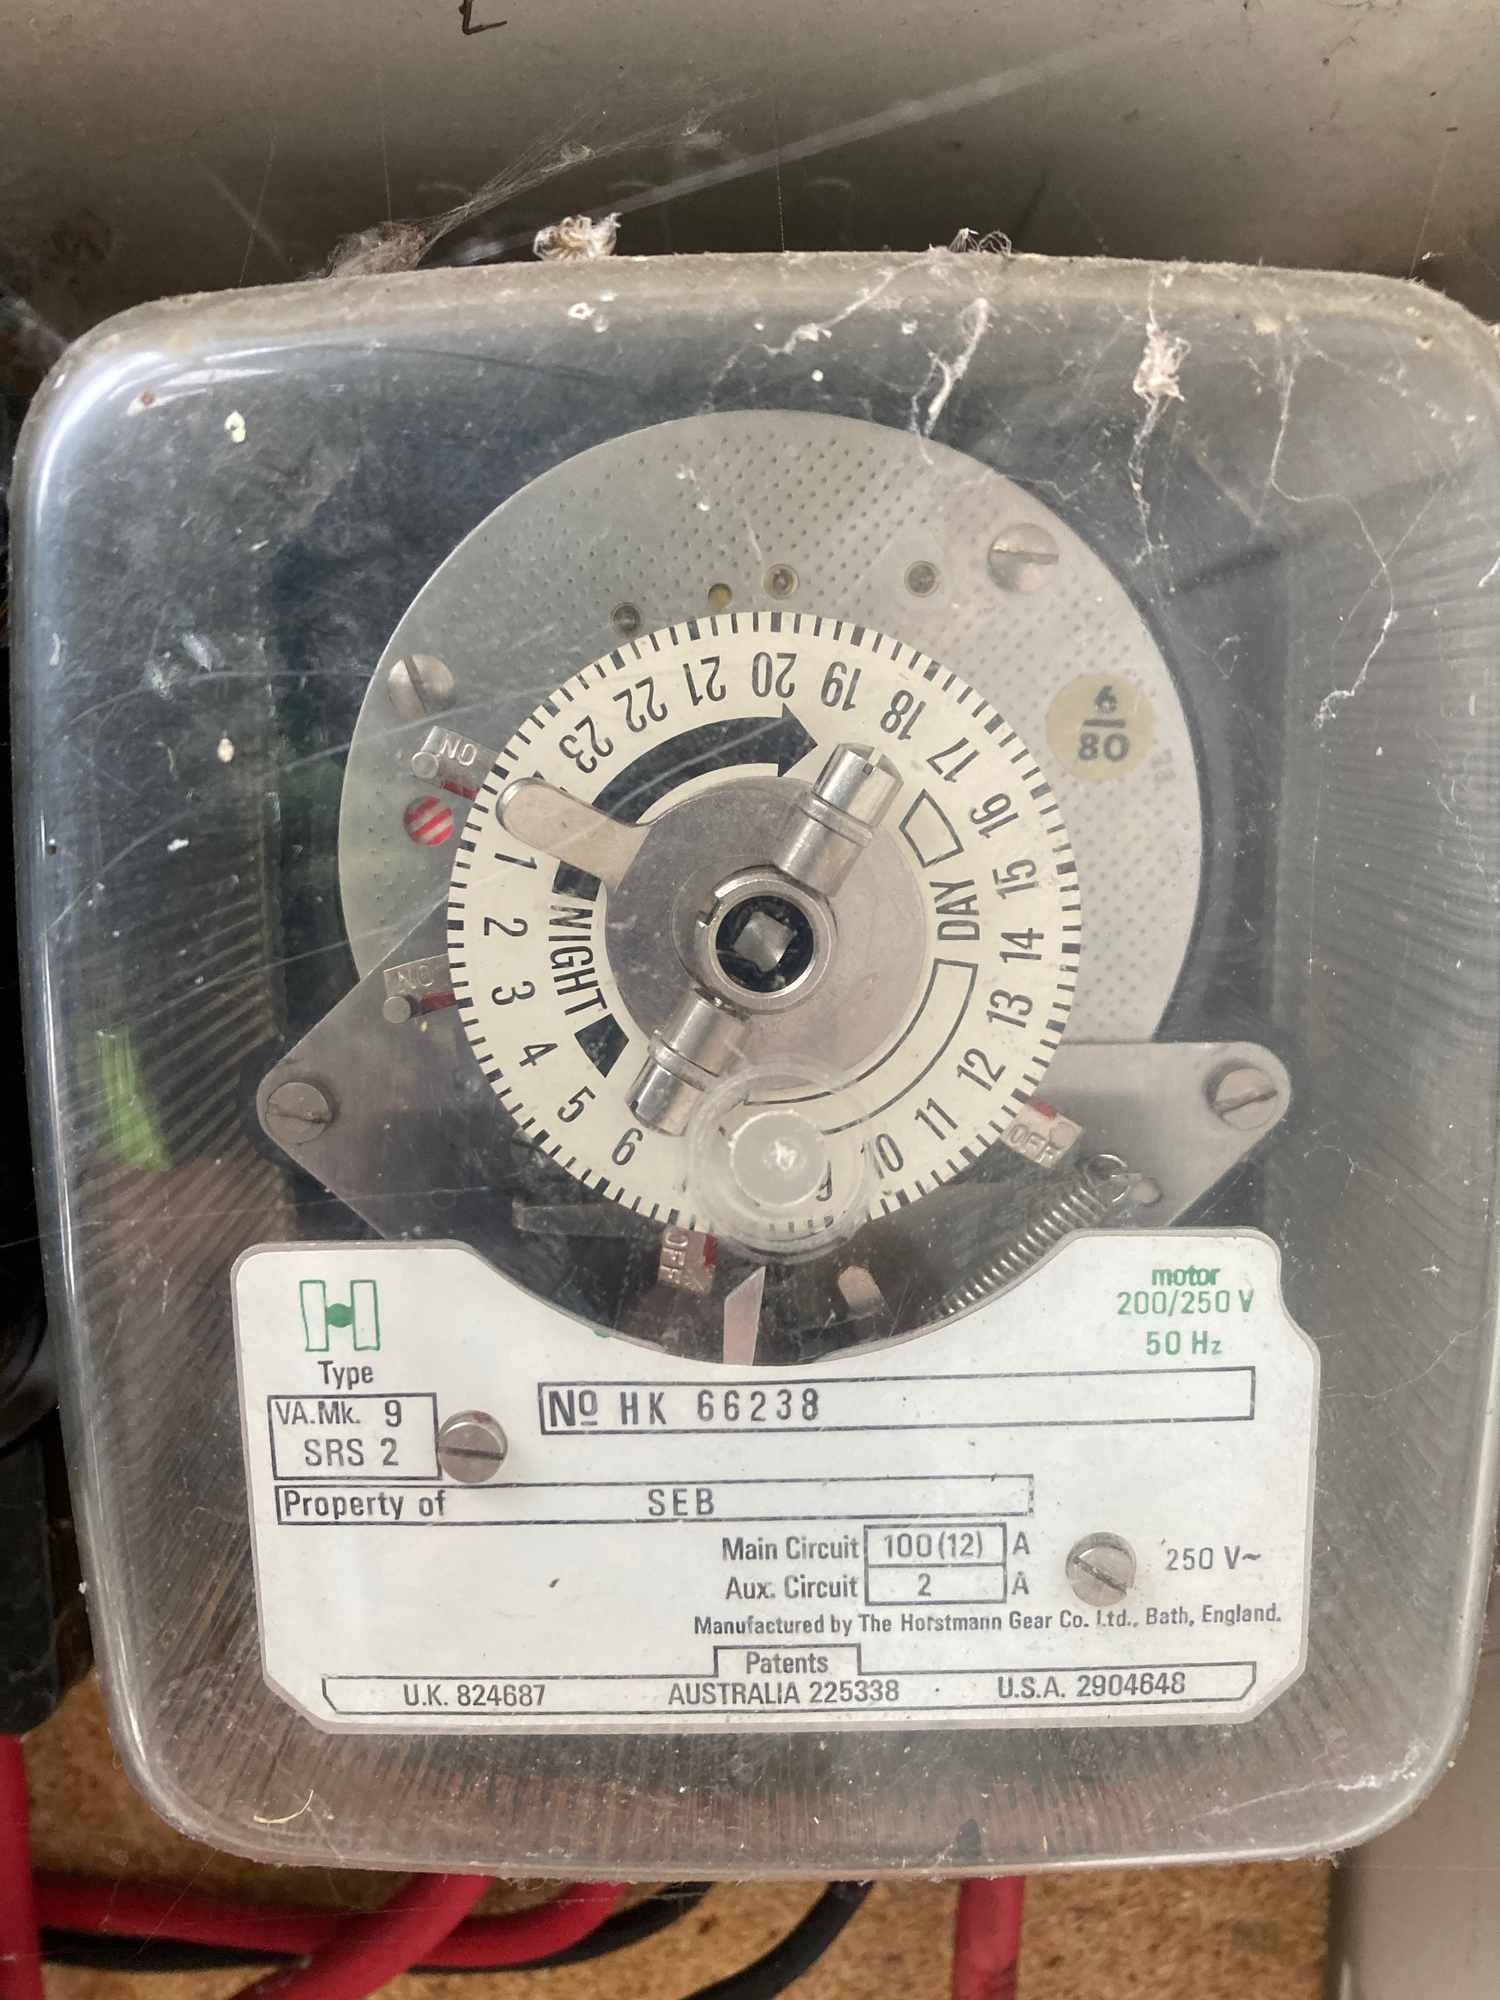 ON
6
80
23 22 21 20 19 18 17 16 15 14 13 12 11 10 9
1 2 3 4 5 6
NIGHT
DAY
ON
OFF
OFF
H
motor
200/250 V
50 Hz
Type
VA.Mk. 9
SRS 2
No HK 66238
Property of SEB
Main Circuit 100(12) A
250 V~
Aux. Circuit 2 A
Manufactured by The Horstmann Gear Co. Ltd., Bath, England.
Patents
U.K. 824687 AUSTRALIA 225338 · U.S.A. 2904648